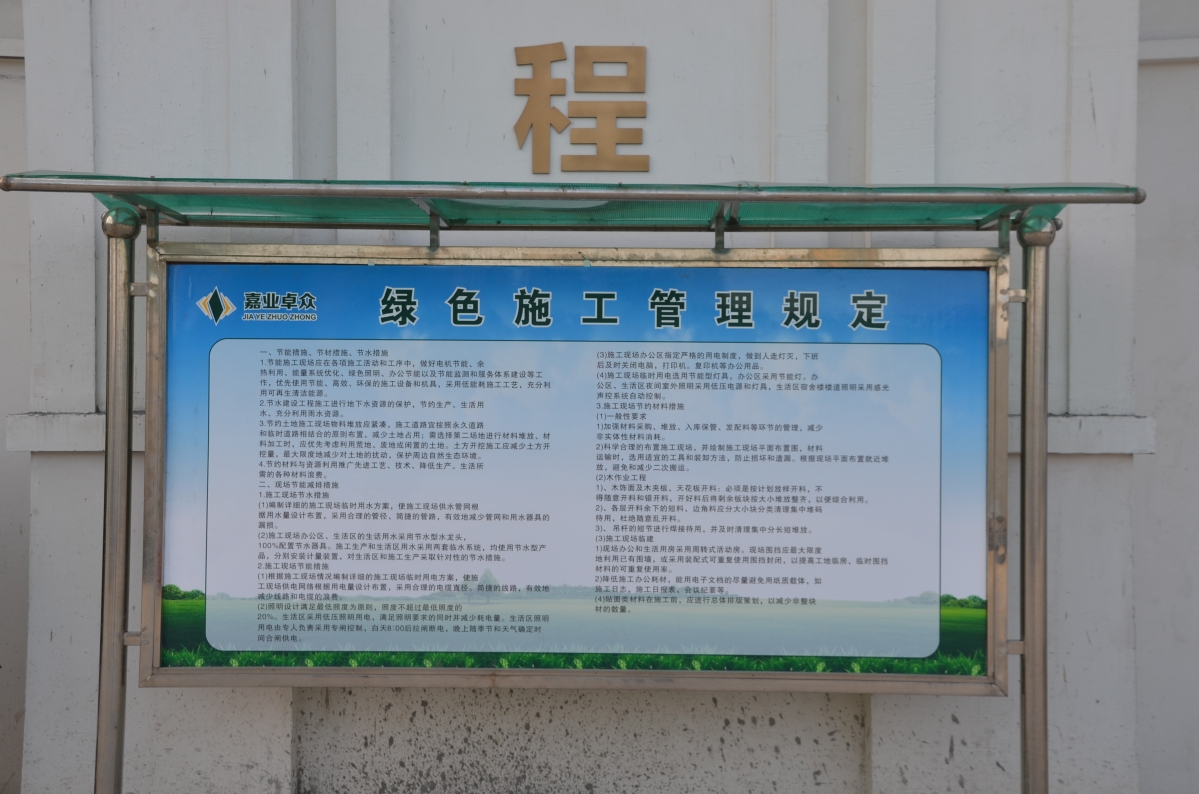 程
嘉业卓众
JIAYE ZHUO ZHONG
绿色施工管理规定
一、节能措施、节材措施、节水措施
1.节能施工现场应在各项施工活动和工序中，做好电机节能、余
热利用、能量系统优化、绿色照明、办公节能以及节能监测和服务体系建设等工
作，优先使用节能、高效、环保的施工设备和机具，采用低能耗施工工艺，充分利
用可再生清洁能源。
2.节水建设工程施工进行地下水资源的保护，节约生产、生活用
水、充分利用雨水资源。
3.节约土地施工现场物料堆放应紧凑，施工道路宜按照永久道路
和临时道路相结合的原则布置，减少土地占用；需选择第二场地进行材料堆放、材
料加工时，应优先考虑利用荒地、废地或闲置的土地。土方开挖施工应减少土方开
挖量，最大限度地减少对土地的扰动，保护周边自然生态环境。
4.节约材料与资源利用推广先进工艺、技术、降低生产、生活所
需的各种材料浪费。
二、现场节能减排措施
1.施工现场节水措施
(1)编制详细的施工现场临时用水方案，使施工现场供水管网根
据用水量设计布置，采用合理的管径、简捷的管路，有效地减少管网和用水器具的
漏损。
(2)施工现场办公区、生活区的生活用水采用节水型水龙头，
100%配置节水器具。施工生产和生活区用水采用两套临水系统，均使用节水型产
品，分别安装计量装置，对生活区和施工生产采取针对性的节水措施。
2.施工现场节能措施
(1)根据施工现场情况编制详细的施工现场临时用电方案，使施
工现场供电网络根据用电量设计布置，采用合理的电缆直径、简捷的线路，有效地
减少线路和电缆的浪费。
(2)照明设计满足最低照度为原则，照度不超过最低照度的
20%。生活区采用低压照明用电，满足照明要求的同时并减少耗电量。生活区照明
用电由专人负责采用专闸控制，白天8:00后拉闸断电，晚上随季节和天气确定时
间合闸供电。
(3)施工现场办公区指定严格的用电制度，做到人走灯灭，下班
后及时关闭电脑，打印机。复印机等办公用品。
(4)施工现场临时用电选用节能型灯具，办公区采用节能灯。办
公区、生活区夜间室外照明采用低压电源和灯具，生活区宿舍楼楼道照明采用感光
声控系统自动控制。
3.施工现场节约材料措施
(1)一般性要求
1)加强材料采购、堆放、入库保管、发配料等环节的管理，减少
非实体性材料消耗。
2)科学合理的布置施工现场，并绘制施工现场平面布置图，材料
运输时，选用适宜的工具和装卸方法，防止损坏和遗漏。根据现场平面布置就近堆
放，避免和减少二次搬运。
(2)木作业工程
1)、木饰面及木夹板、天花板开料：必须是按计划放样开料，不
得随意开料和错开料，开好料后将剩余板块按大小堆放整齐，以便综合利用。
2)、各层开料余下的短料、边角料应分大小块分类清理集中堆码
待用，杜绝随意乱开料。
3)、 吊杆的短节进行焊接待用，并及时清理集中分长短堆放。
(3)施工现场临建
1)现场办公和生活用房采用周转式活动房。现场围挡应最大限度
地利用已有围墙，或采用装配式可重复使用围挡封闭，以提高工地临房、临时围挡
材料的可重复使用率。
2)降低施工办公耗材，能用电子文档的尽量避免用纸质载体，如
施工日志、施工日报表、会议纪要等。
(4)贴面类材料在施工前，应进行总体排版策划，以减少非整块
材的数量。